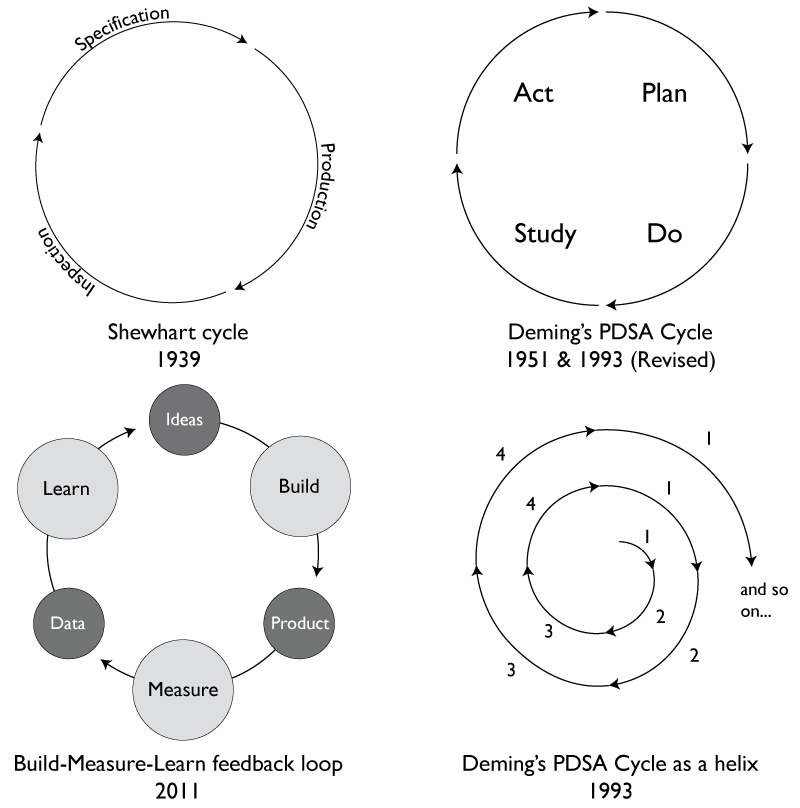 Specification
Production
Inspection
Shewhart cycle
1939
Act
Plan
Study
Do
Deming's PDSA Cycle
1951 & 1993 (Revised)
Ideas
Learn
Build
Data
Product
Measure
Build-Measure-Learn feedback loop
2011
1
4
1
4
1
and so
on...
2
3
2
3
Deming's PDSA Cycle as a helix
1993